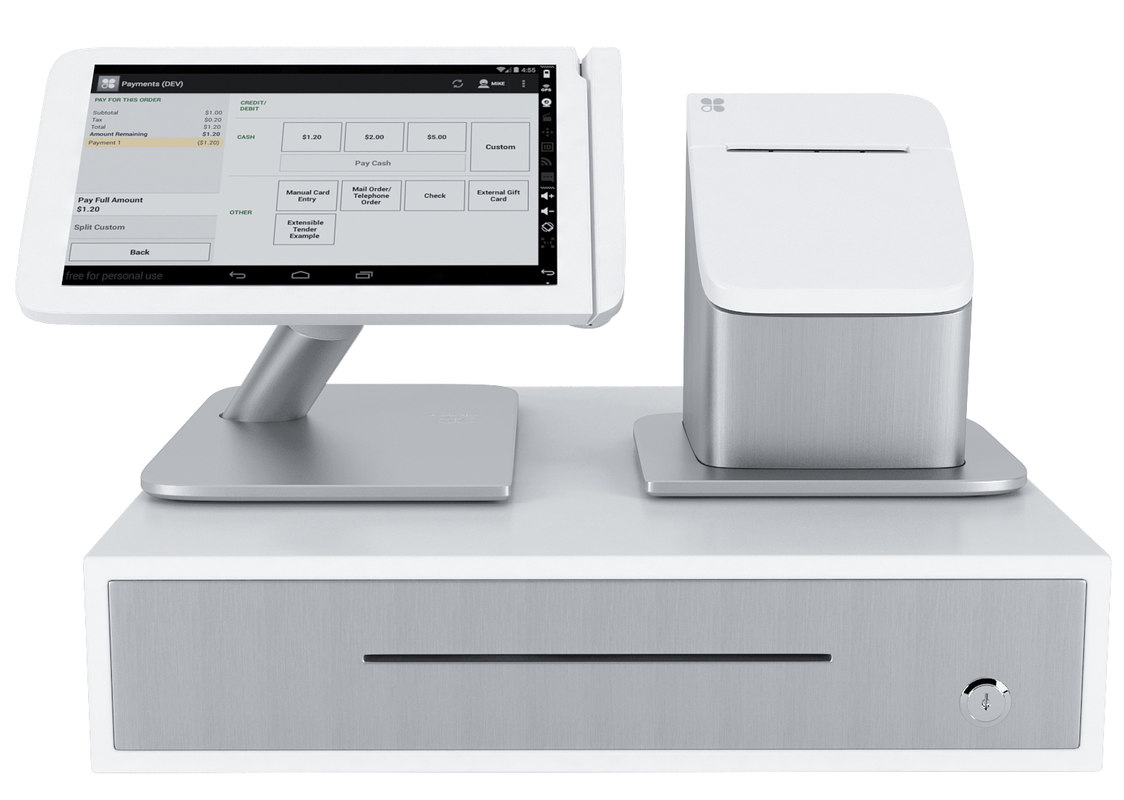 4:55
Payments (DEV)
MIKE
PAY FOR THIS ORDER
Subtotal $1.00
Tax $0.20
Total $1.20
Amount Remaining $1.20
Payment 1 ($1.20)
Pay Full Amount
$1.20
Split Custom
Back
CREDIT/
DEBIT
CASH
$1.20
$2.00
$5.00
Custom
Pay Cash
Manual Card
Entry
Mail Order/
Telephone
Order
Check
External Gift
Card
OTHER
Extensible
Tender
Example
free for personal use
GPS